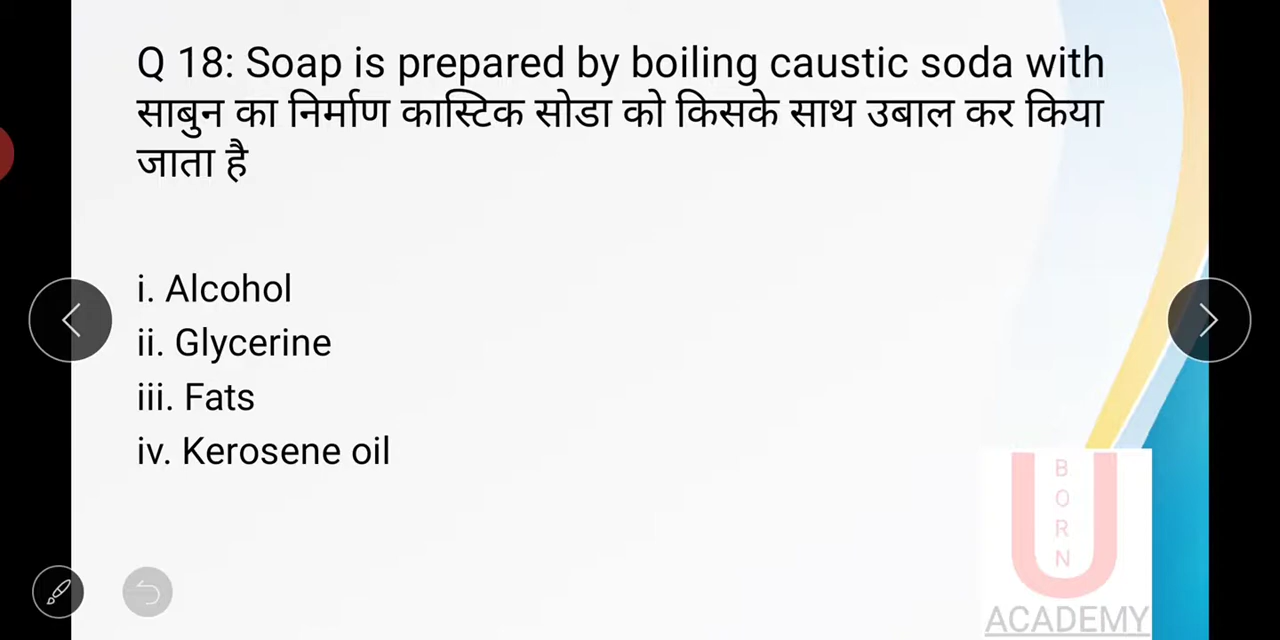 Q 18: Soap is prepared by boiling caustic soda with
साबुन का निर्माण कास्टिक सोडा को किसके साथ उबाल कर किया
जाता है
i. Alcohol
ii. Glycerine
iii. Fats
iv. Kerosene oil
U
BORN
ACADEMY